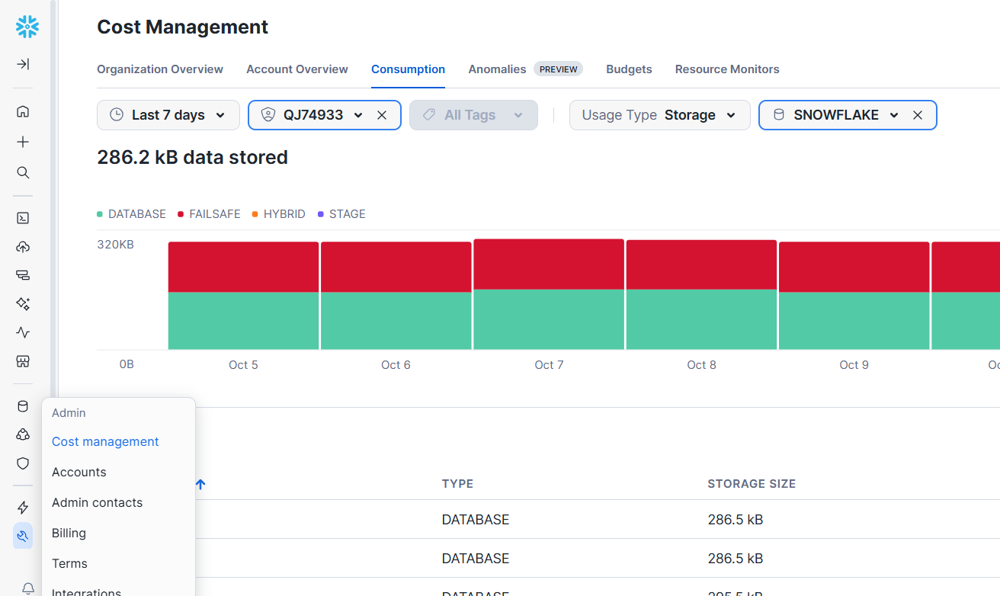 Cost Management
Organization Overview Account Overview Consumption Anomalies PREVIEW Budgets Resource Monitors
Last 7 days QJ74933 All Tags Usage Type Storage SNOWFLAKE
286.2 kB data stored
DATABASE FAILSAFE HYBRID STAGE
320KB
0B Oct 5 Oct 6 Oct 7 Oct 8 Oct 9
Admin
Cost management
Accounts
Admin contacts
Billing
Terms
Integrations
TYPE STORAGE SIZE
DATABASE 286.5 kB
DATABASE 286.5 kB
DATABASE 295.5 kB